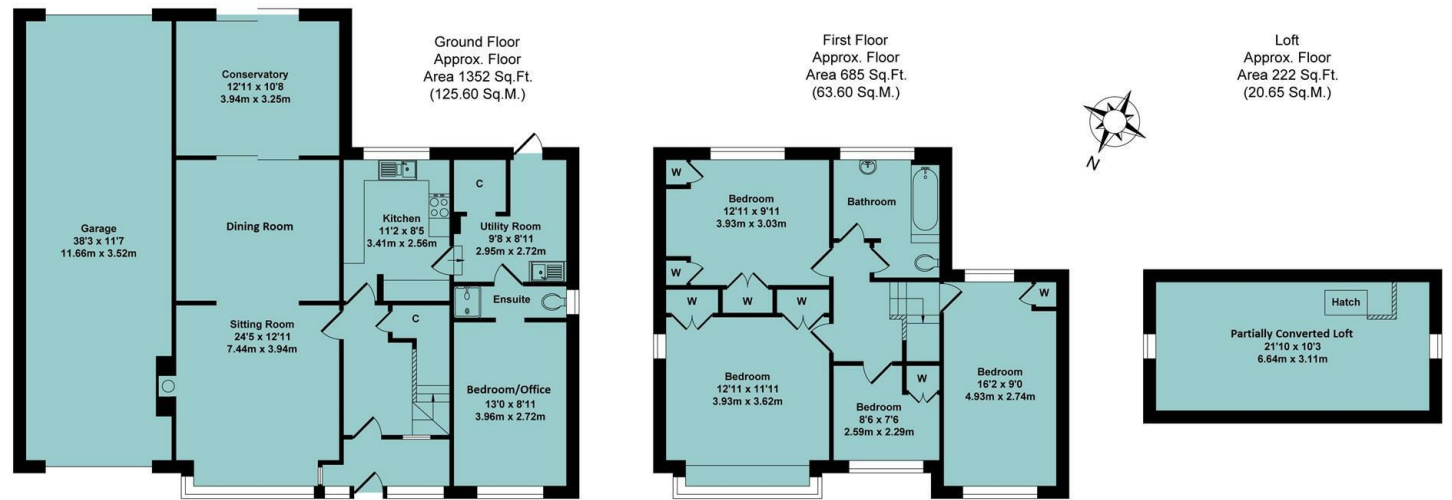 Ground Floor
Approx. Floor
Area 1352 Sq.Ft.
(125.60 Sq.M.)
Conservatory
12'11 x 10'8
3.94m x 3.25m
Garage
38'3 x 11'7
11.66m x 3.52m
Dining Room
Kitchen
11'2 x 8'5
3.41m x 2.56m
C
Utility Room
9'8 x 8'11
2.95m x 2.72m
Ensuite
C
Sitting Room
24'5 x 12'11
7.44m x 3.94m
Bedroom/Office
13'0 x 8'11
3.96m x 2.72m
First Floor
Approx. Floor
Area 685 Sq.Ft.
(63.60 Sq.M.)
N
W
Bedroom
12'11 x 9'11
3.93m x 3.03m
Bathroom
W
W
W
W
W
Bedroom
12'11 x 11'11
3.93m x 3.62m
W
Bedroom
8'6 x 7'6
2.59m x 2.29m
Bedroom
16'2 x 9'0
4.93m x 2.74m
Loft
Approx. Floor
Area 222 Sq.Ft.
(20.65 Sq.M.)
Hatch
Partially Converted Loft
21'10 x 10'3
6.64m x 3.11m